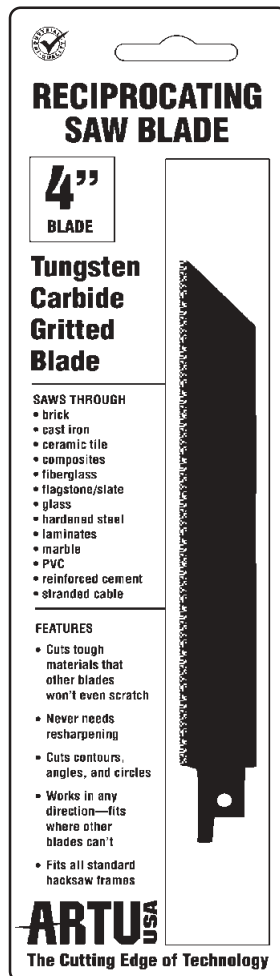 INDUSTRIAL QUALITY
RECIPROCATING
SAW BLADE
4”
BLADE
Tungsten
Carbide
Gritted
Blade
SAWS THROUGH
• brick
• cast iron
• ceramic tile
• composites
• fiberglass
• flagstone/slate
• glass
• hardened steel
• laminates
• marble
• PVC
• reinforced cement
• stranded cable
FEATURES
• Cuts tough
materials that
other blades
won’t even scratch
• Never needs
resharpening
• Cuts contours,
angles, and circles
• Works in any
direction—fits
where other
blades can’t
• Fits all standard
hacksaw frames
ARTU USA
The Cutting Edge of Technology